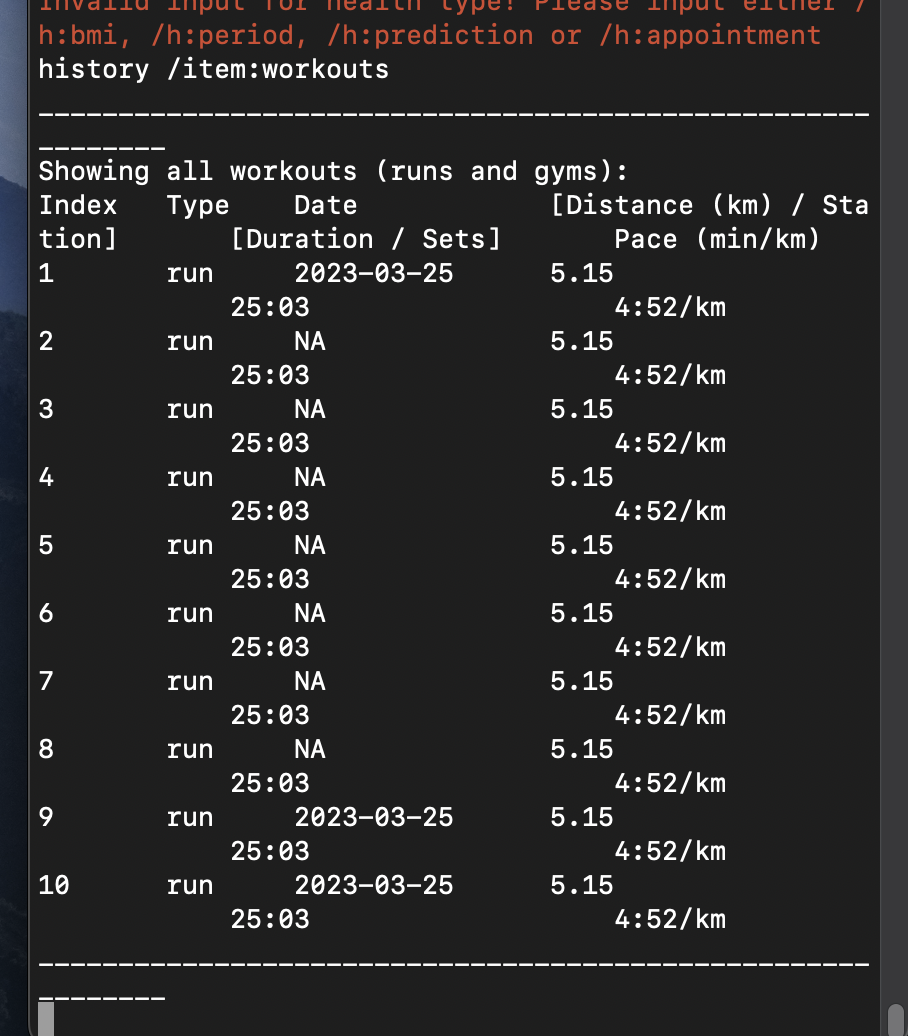 Invalid input for health type! Please input either /
h:bmi, /h:period, /h:prediction or /h:appointment
history /item:workouts
____________________________________________________
________
Showing all workouts (runs and gyms):
Index   Type    Date            [Distance (km) / Sta
tion]       [Duration / Sets]       Pace (min/km)
1       run     2023-03-25      5.15
            25:03                   4:52/km
2       run     NA              5.15
            25:03                   4:52/km
3       run     NA              5.15
            25:03                   4:52/km
4       run     NA              5.15
            25:03                   4:52/km
5       run     NA              5.15
            25:03                   4:52/km
6       run     NA              5.15
            25:03                   4:52/km
7       run     NA              5.15
            25:03                   4:52/km
8       run     NA              5.15
            25:03                   4:52/km
9       run     2023-03-25      5.15
            25:03                   4:52/km
10      run     2023-03-25      5.15
            25:03                   4:52/km
____________________________________________________
________